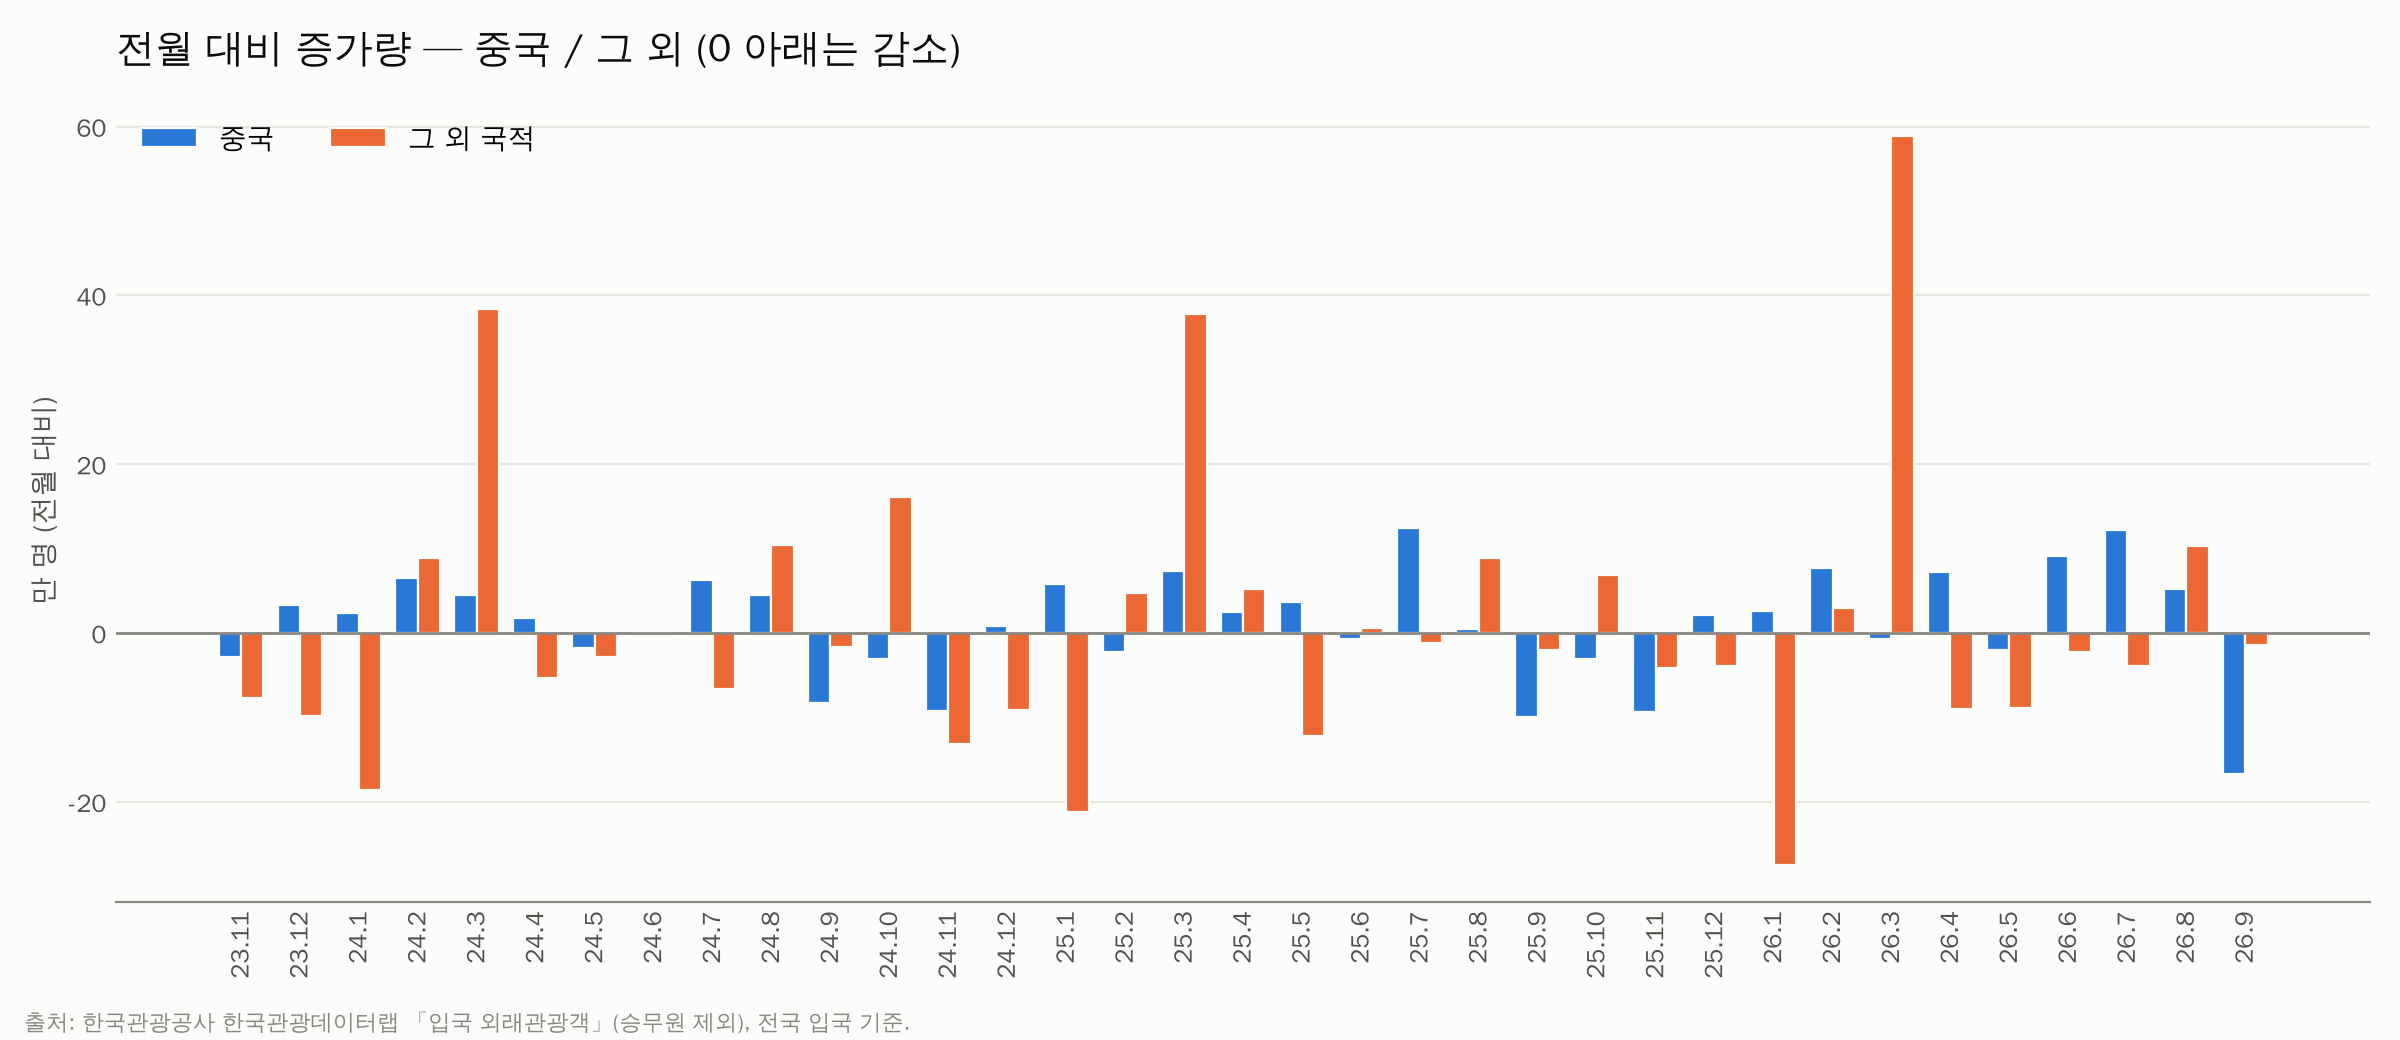 전월 대비 증가량 — 중국 / 그 외 (0 아래는 감소)
중국 그 외 국적
만 명 (전월 대비)
60
40
20
0
-20
23.11 23.12 24.1 24.2 24.3 24.4 24.5 24.6 24.7 24.8 24.9 24.10 24.11 24.12 25.1 25.2 25.3 25.4 25.5 25.6 25.7 25.8 25.9 25.10 25.11 25.12 26.1 26.2 26.3 26.4 26.5 26.6 26.7 26.8 26.9
출처: 한국관광공사 한국관광데이터랩 「입국 외래관광객」(승무원 제외), 전국 입국 기준.